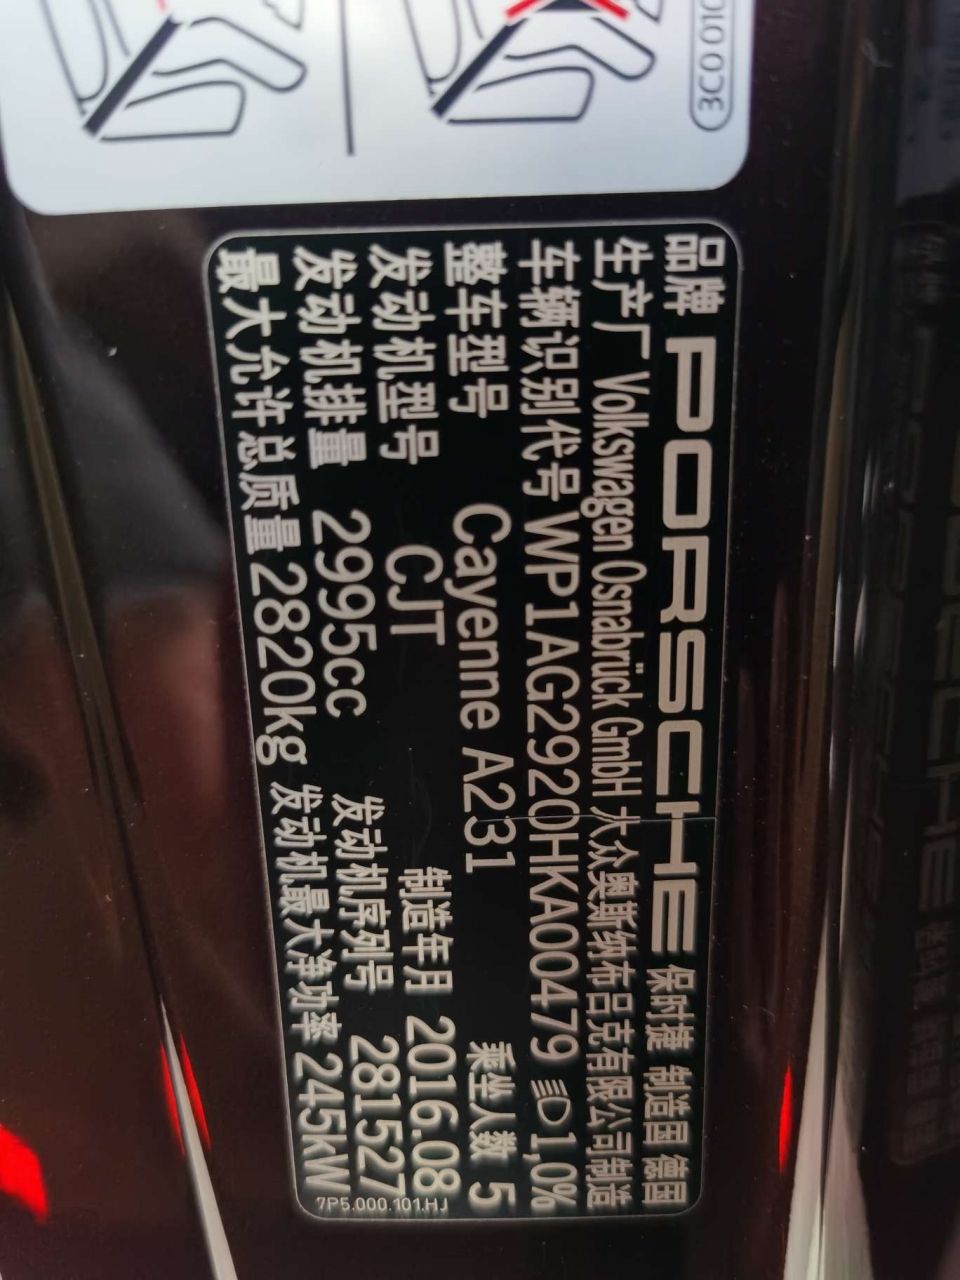 3C0 010
品牌 PORSCHE 保时捷 制造国 德国
生产厂 Volkswagen Osnabrück GmbH 大众奥斯纳布吕克有限公司制造
车辆识别代号 WP1AG2920HKA00479 1,0%
整车型号 Cayenne A231 乘坐人数 5
发动机型号 CJT 制造年月 2016.08
发动机排量 2995cc 发动机序列号 281527
最大允许总质量 2820kg 发动机最大净功率 245kW
7P5.000.101.HJ